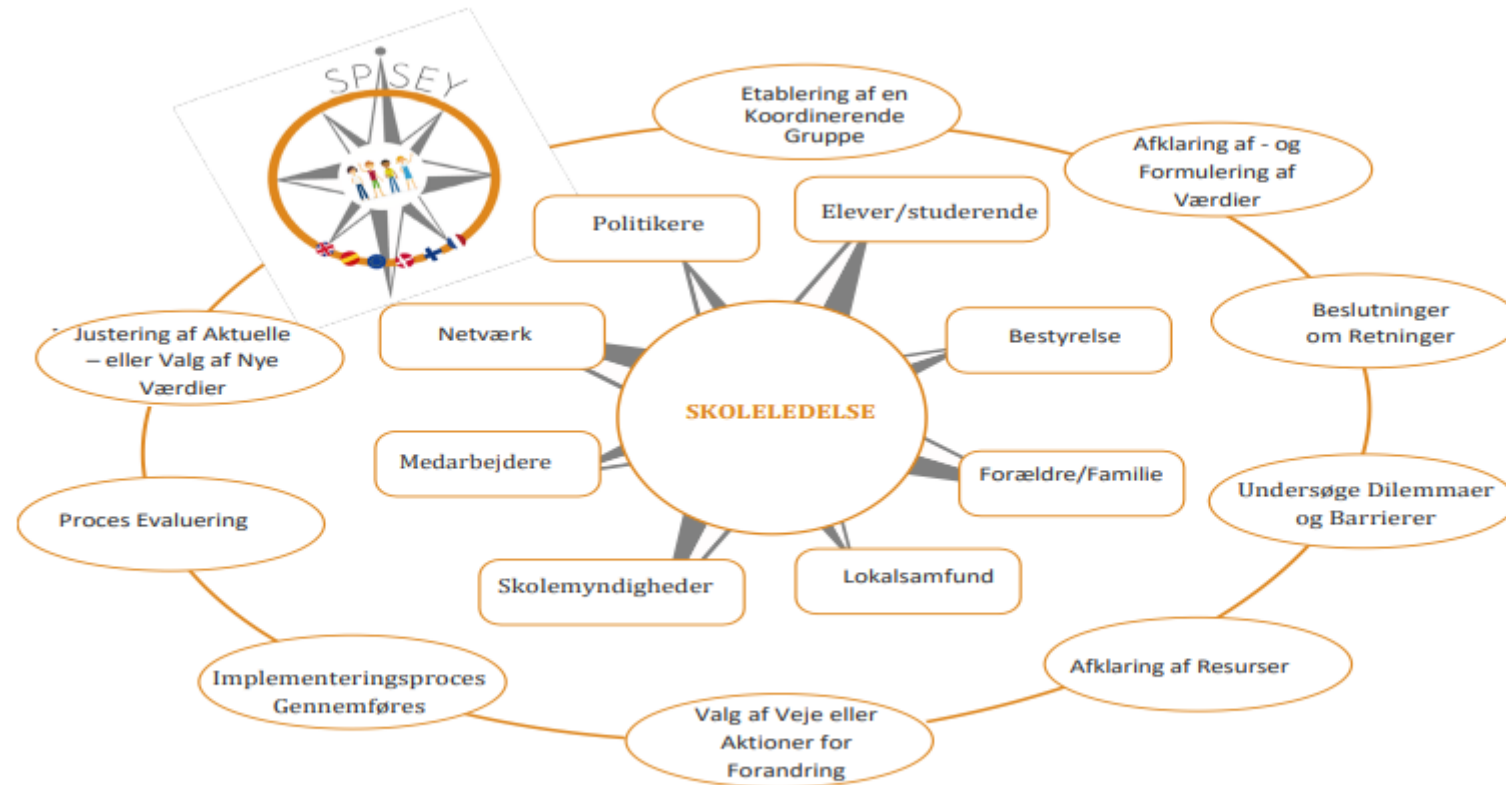 SPISEY
Etablering af en
Koordinerende
Gruppe
Afklaring af - og
Formulering af
Værdier
Beslutninger
om Retninger
Undersøge Dilemmaer
og Barrierer
Afklaring af Resurser
Valg af Veje eller
Aktioner for
Forandring
Implementeringsproces
Gennemføres
Proces Evaluering
Justering af Aktuelle
– eller Valg af Nye
Værdier
Politikere
Elever/studerende
Netværk
Bestyrelse
SKOLELEDELSE
Medarbejdere
Forældre/Familie
Skolemyndigheder
Lokalsamfund